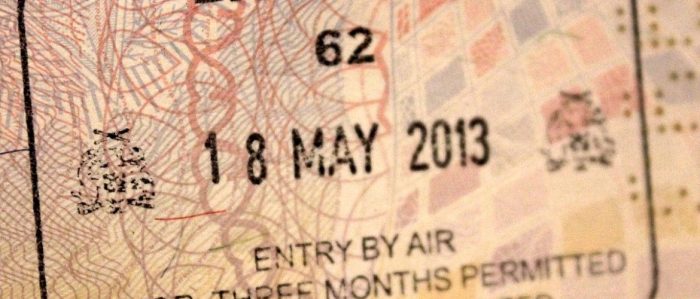 62
18 MAY 2013
ENTRY BY AIR
THREE MONTHS PERMITTED